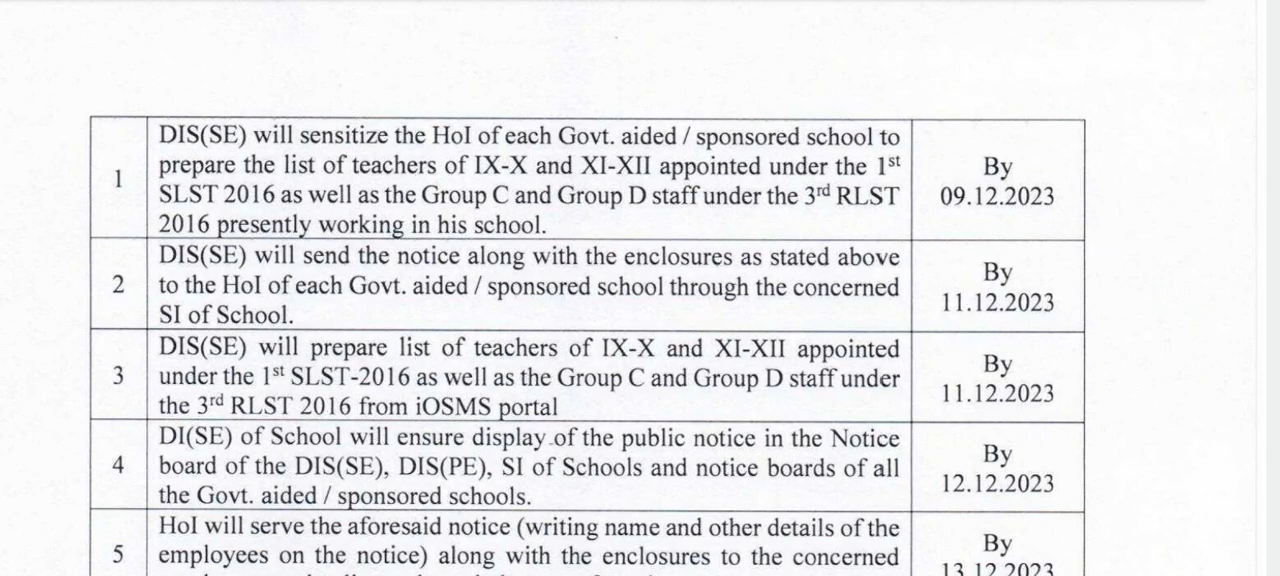 1
DIS(SE) will sensitize the HoI of each Govt. aided / sponsored school to
prepare the list of teachers of IX-X and XI-XII appointed under the 1st
SLST 2016 as well as the Group C and Group D staff under the 3rd RLST
2016 presently working in his school.
By
09.12.2023
2
DIS(SE) will send the notice along with the enclosures as stated above
to the HoI of each Govt. aided / sponsored school through the concerned
SI of School.
By
11.12.2023
3
DIS(SE) will prepare list of teachers of IX-X and XI-XII appointed
under the 1st SLST-2016 as well as the Group C and Group D staff under
the 3rd RLST 2016 from iOSMS portal
By
11.12.2023
4
DI(SE) of School will ensure display of the public notice in the Notice
board of the DIS(SE), DIS(PE), SI of Schools and notice boards of all
the Govt. aided / sponsored schools.
By
12.12.2023
5
HoI will serve the aforesaid notice (writing name and other details of the
employees on the notice) along with the enclosures to the concerned
By
13.12.2023